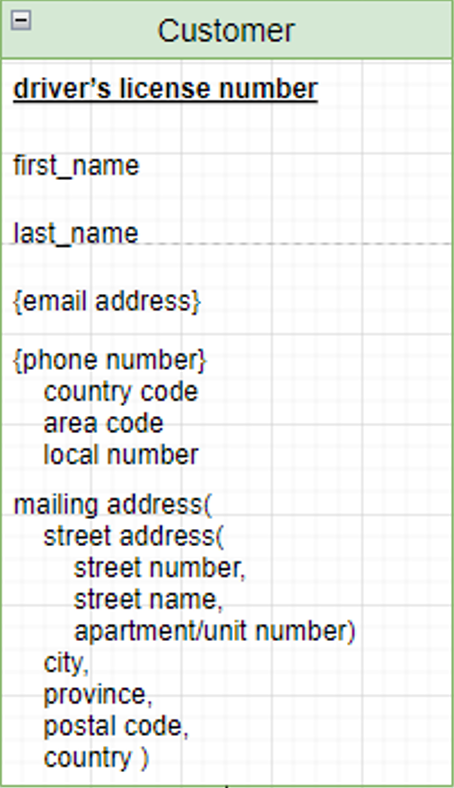 Customer
driver's license number
first_name
last_name
{email address}
{phone number}
country code
area code
local number
mailing address(
street address(
street number,
street name,
apartment/unit number)
city,
province,
postal code,
country )